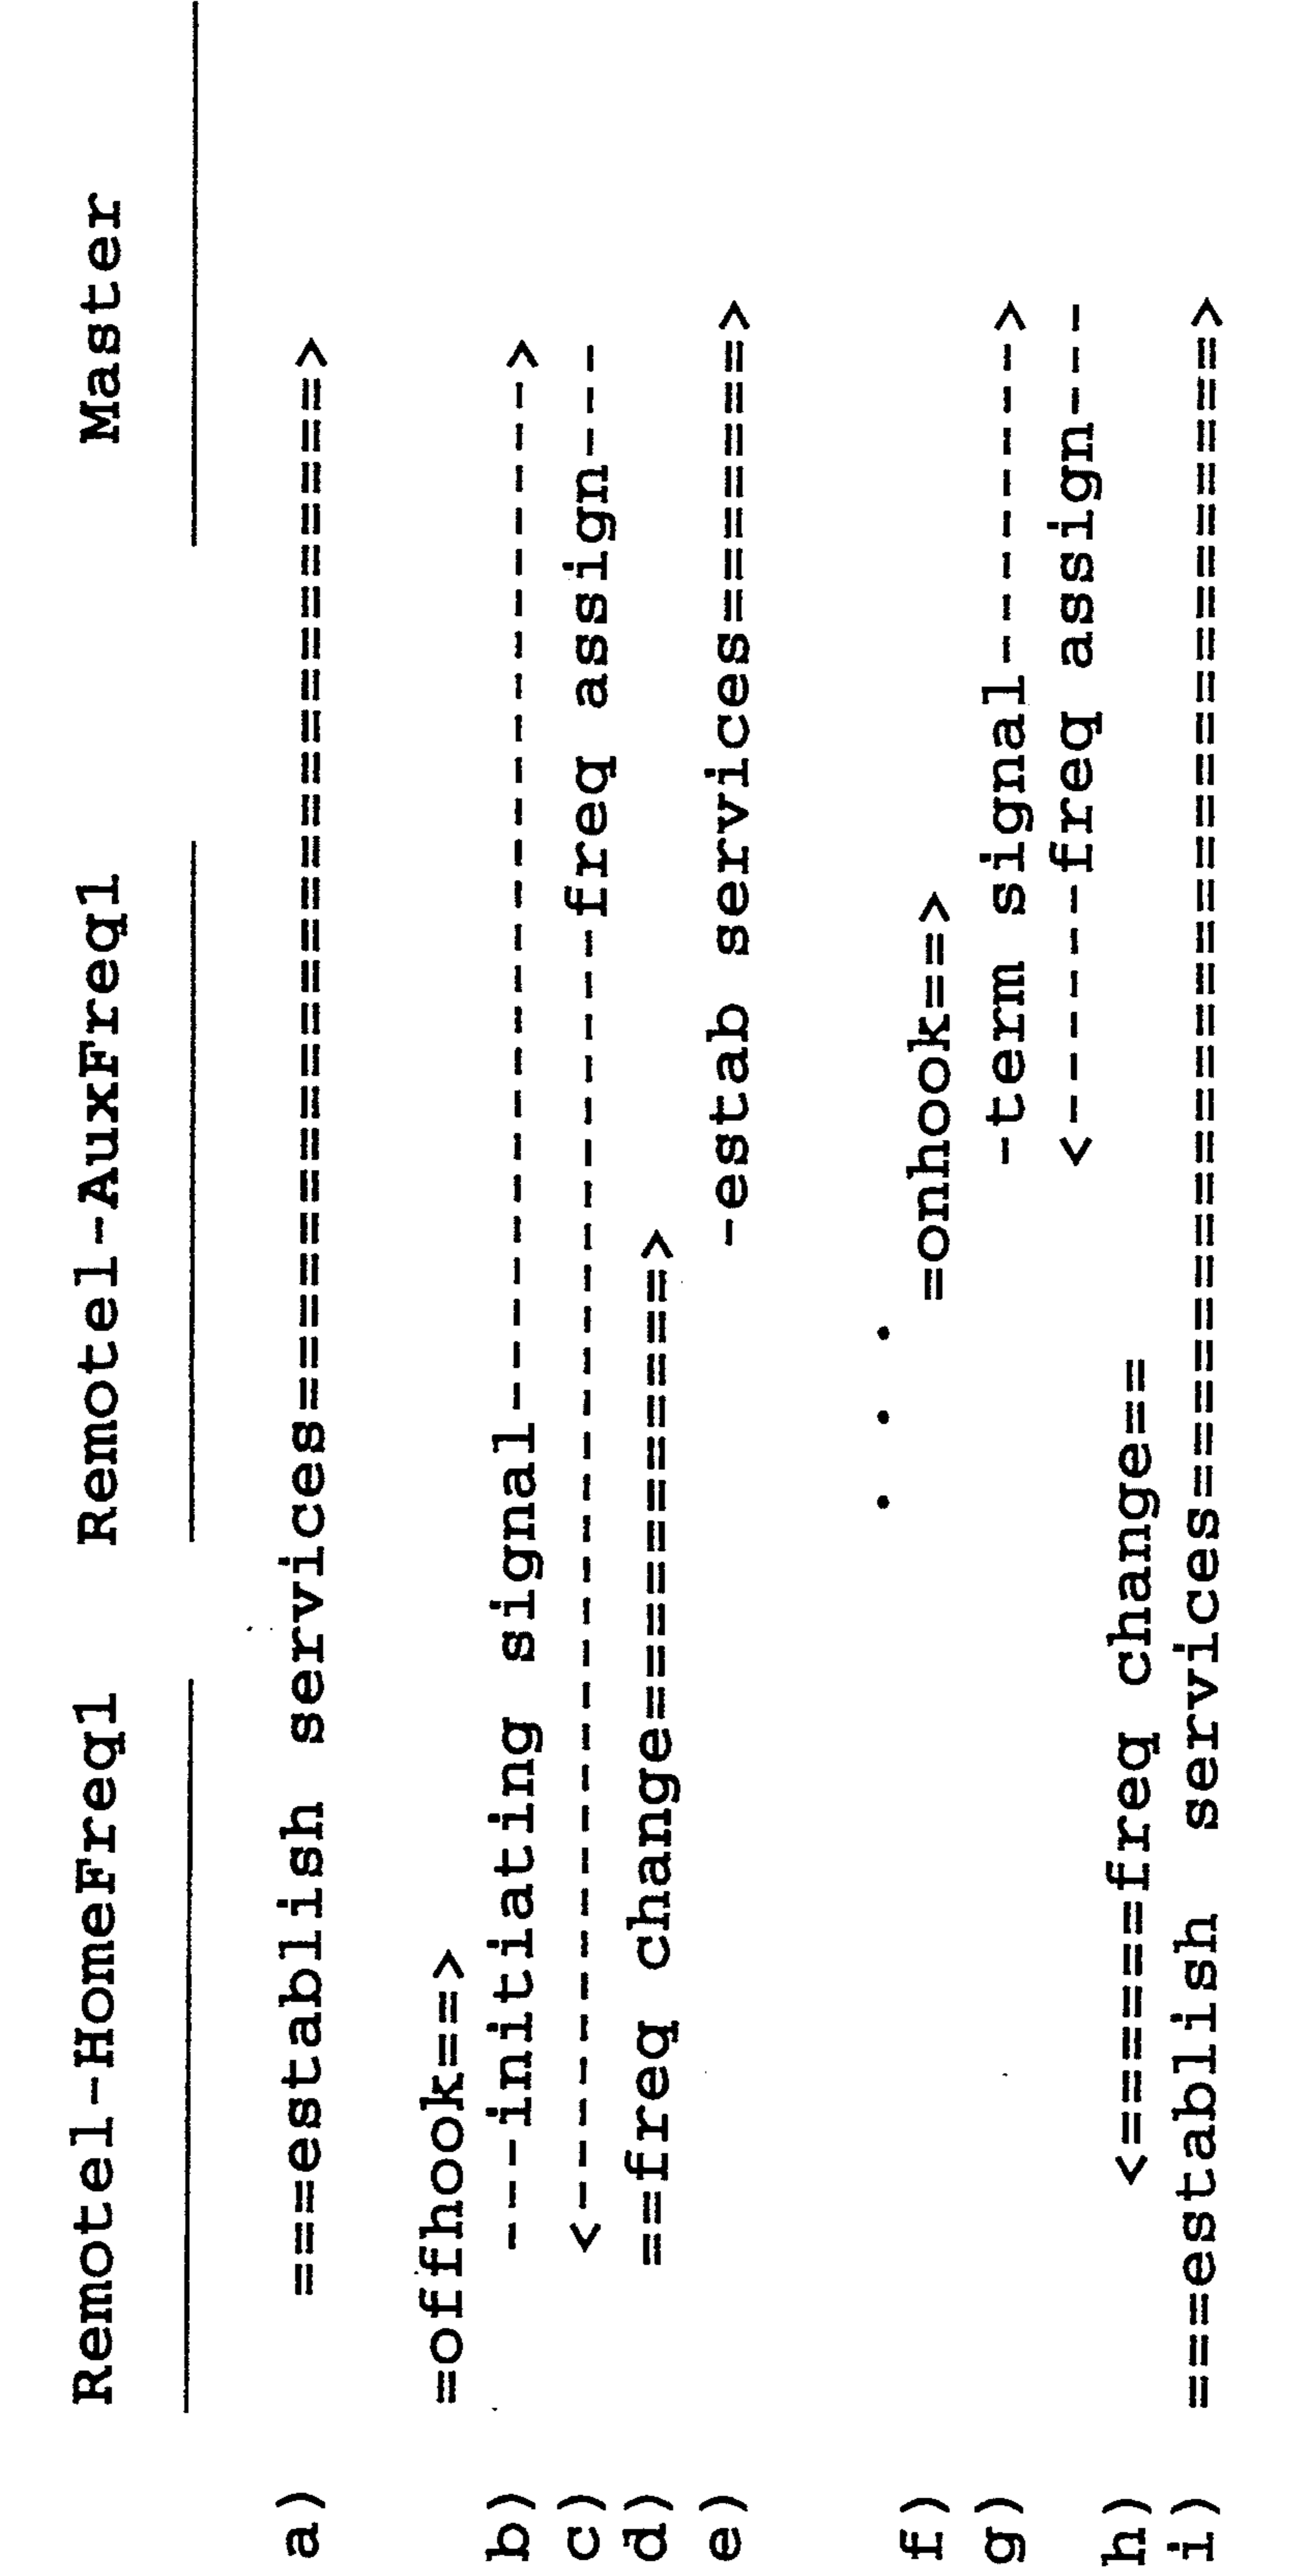 Remote1-HomeFreq1 Remote1-AuxFreq1 Master
a) ===establish services==========================>
=offhook==>
b) ---initiating signal-------------------------->
c) <-------------------------------freq assign---
d) ==freq change============>
e) -estab services========>
. . .
f) =onhook==>
g) -term signal--------->
<------freq assign----
h) <======freq change==
i) ===establish services=============================>